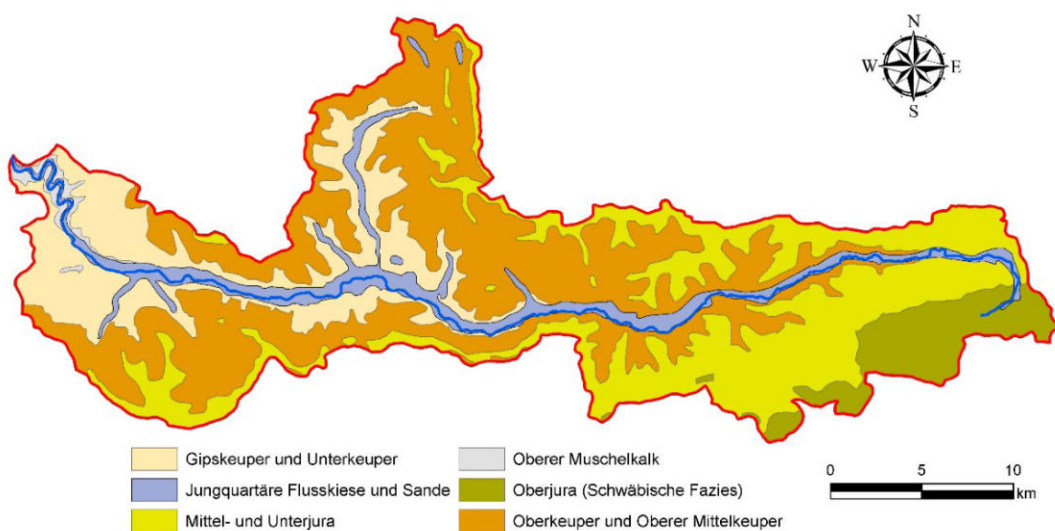 N
W E
S
Gipskeuper und Unterkeuper
Jungquartäre Flusskiese und Sande
Mittel- und Unterjura
Oberer Muschelkalk
Oberjura (Schwäbische Fazies)
Oberkeuper und Oberer Mittelkeuper
0 5 10
km